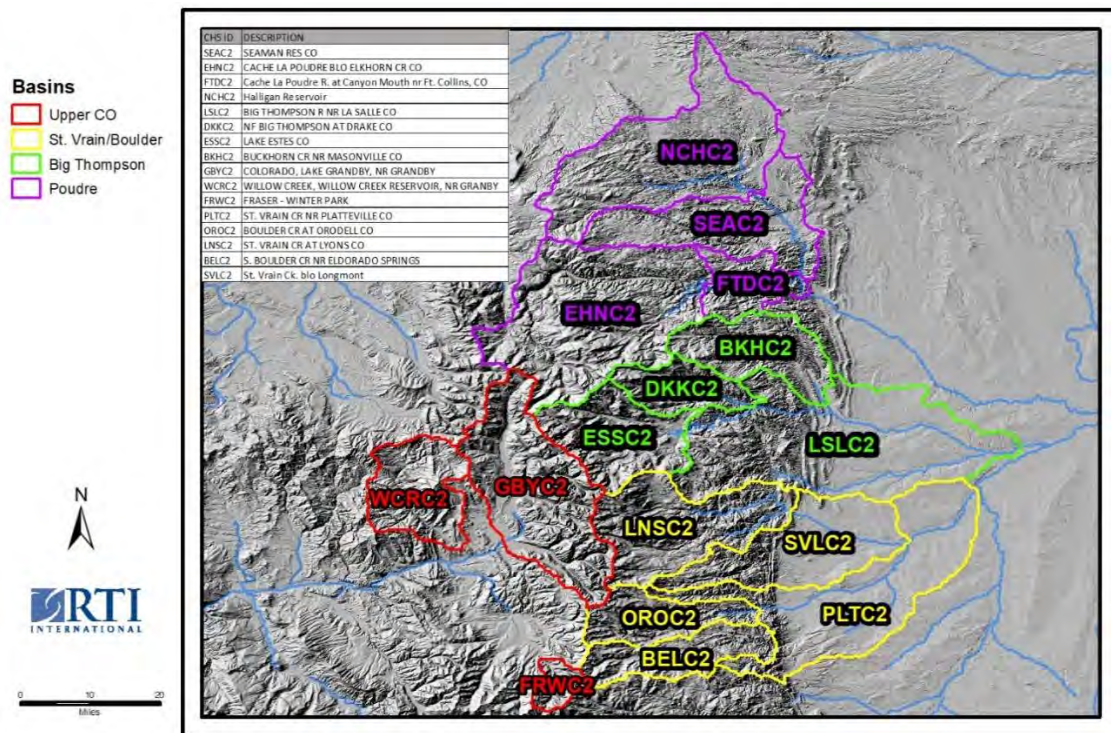 Basins
Upper CO
St. Vrain/Boulder
Big Thompson
Poudre
N
RTI
INTERNATIONAL
0 10 20
Miles
CHS ID DESCRIPTION
SEAC2 SEAMAN RES CO
EHNC2 CACHE LA POUDRE BLO ELKHORN CR CO
FTDC2 Cache La Poudre R. at Canyon Mouth nr Ft. Collins, CO
NCHC2 Halligan Reservoir
LSLC2 BIG THOMPSON R NR LA SALLE CO
DKKC2 NF BIG THOMPSON AT DRAKE CO
ESSC2 LAKE ESTES CO
BKHC2 BUCKHORN CR NR MASONVILLE CO
GBYC2 COLORADO, LAKE GRANDBY, NR GRANDBY
WCRC2 WILLOW CREEK, WILLOW CREEK RESERVOIR, NR GRANBY
FRWC2 FRASER - WINTER PARK
PLTC2 ST. VRAIN CR NR PLATTEVILLE CO
OROC2 BOULDER CR AT ORODELL CO
LNSC2 ST. VRAIN CR AT LYONS CO
BELC2 S. BOULDER CR NR ELDORADO SPRINGS
SVLC2 St. Vrain Ck. blo Longmont
NCHC2
SEAC2
FTDC2
EHNC2
BKHC2
DKKC2
ESSC2
LSLC2
GBYC2
WCRC2
LNSC2
SVLC2
OROC2
PLTC2
BELC2
FRWC2